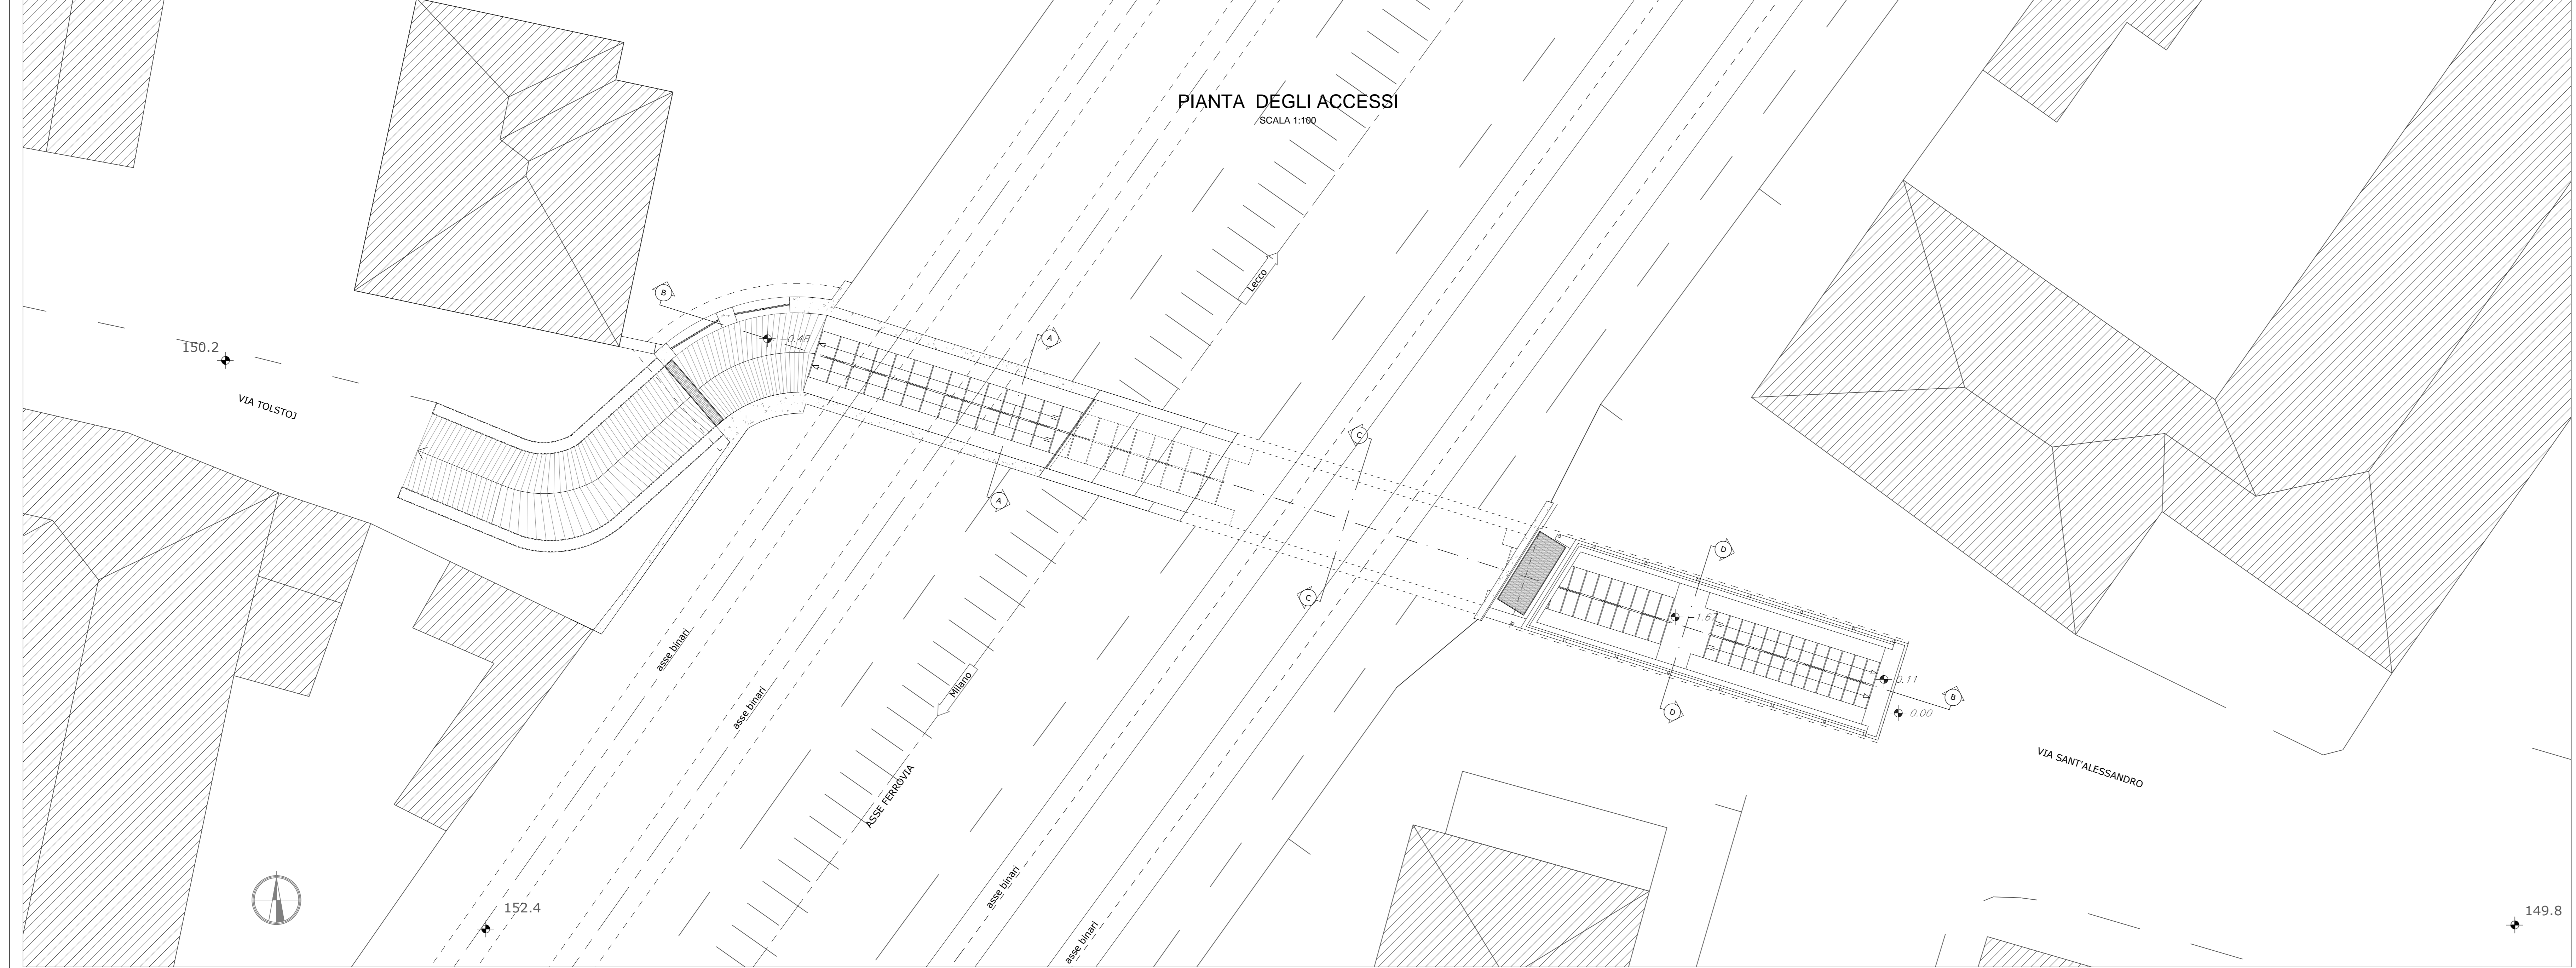 PIANTA DEGLI ACCESSI
SCALA 1:100
Lecco
B
-0.48
A
150.2
VIA TOLSTOJ
C
A
D
C
-1.67
asse binari
0.11
B
0.00
D
Milano
asse binari
VIA SANT'ALESSANDRO
ASSE FERROVIA
asse binari
152.4
149.8
asse binari